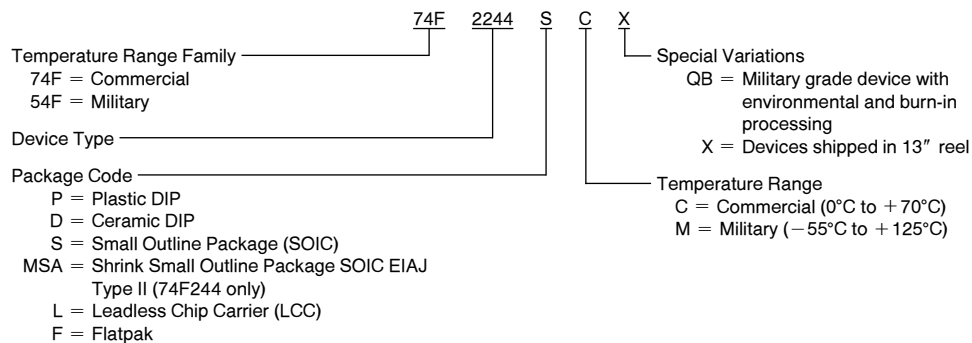 74F 2244 S C X
Temperature Range Family
74F = Commercial
54F = Military
Device Type
Package Code
P = Plastic DIP
D = Ceramic DIP
S = Small Outline Package (SOIC)
MSA = Shrink Small Outline Package SOIC EIAJ
Type II (74F244 only)
L = Leadless Chip Carrier (LCC)
F = Flatpak
Special Variations
QB = Military grade device with
environmental and burn-in
processing
X = Devices shipped in 13″ reel
Temperature Range
C = Commercial (0°C to +70°C)
M = Military (−55°C to +125°C)